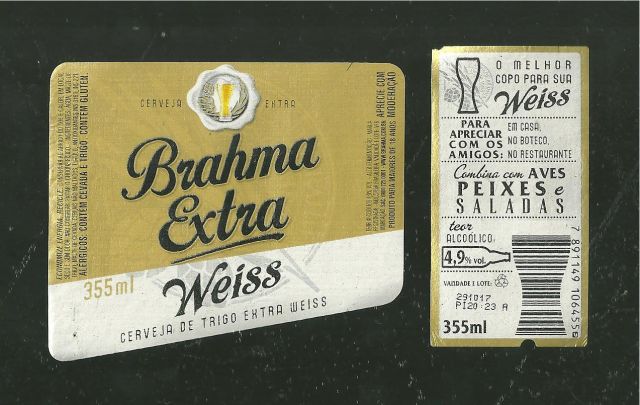 CERVEJA EXTRA
Brahma
Extra
355ml
Weiss
CERVEJA DE TRIGO EXTRA WEISS
ALÉRGICOS: CONTÉM CEVADA E TRIGO. CONTÉM GLÚTEN.
PRODUTO PARA MAIORES DE 18 ANOS
APRECIE COM
MODERAÇÃO
O MELHOR
COPO PARA SUA
Weiss
PARA
APRECIAR
COM OS
AMIGOS:
EM CASA,
NO BOTECO,
NO RESTAURANTE
Combina com AVES
PEIXES e
SALADAS
teor
ALCOÓLICO
4,9% VOL.
VALIDADE E LOTE:
291017
PI20:23 A
355ml
7 891149 106455